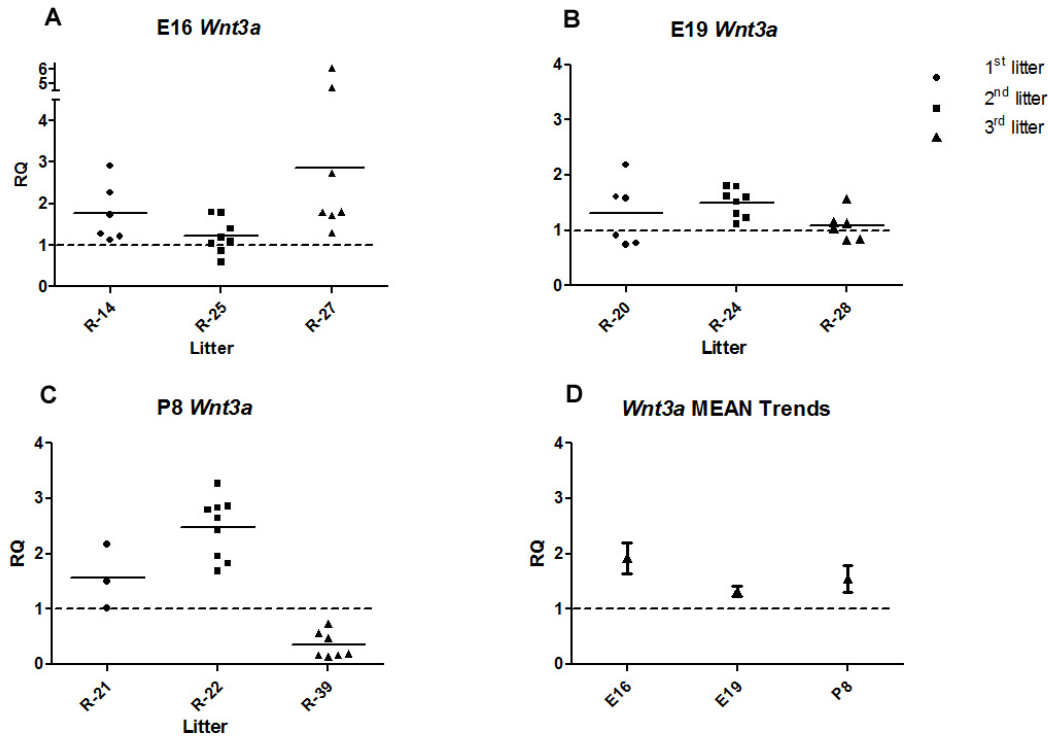 A
E16 Wnt3a
6
5
4
3
2
1
0
RQ
R-14
R-25
R-27
Litter
B
E19 Wnt3a
4
3
2
1
0
R-20
R-24
R-28
Litter
1st litter
2nd litter
3rd litter
C
P8 Wnt3a
4
3
2
1
0
RQ
R-21
R-22
R-39
Litter
D
Wnt3a MEAN Trends
4
3
2
1
0
RQ
E16
E19
P8